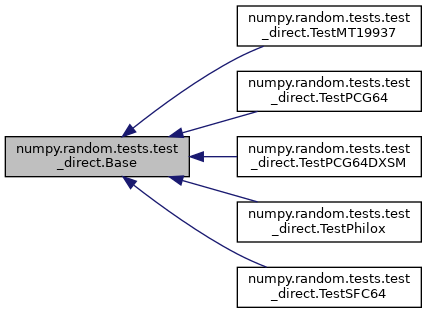 numpy.random.tests.test
_direct.TestMT19937
numpy.random.tests.test
_direct.TestPCG64
numpy.random.tests.test
_direct.Base
numpy.random.tests.test
_direct.TestPCG64DXSM
numpy.random.tests.test
_direct.TestPhilox
numpy.random.tests.test
_direct.TestSFC64